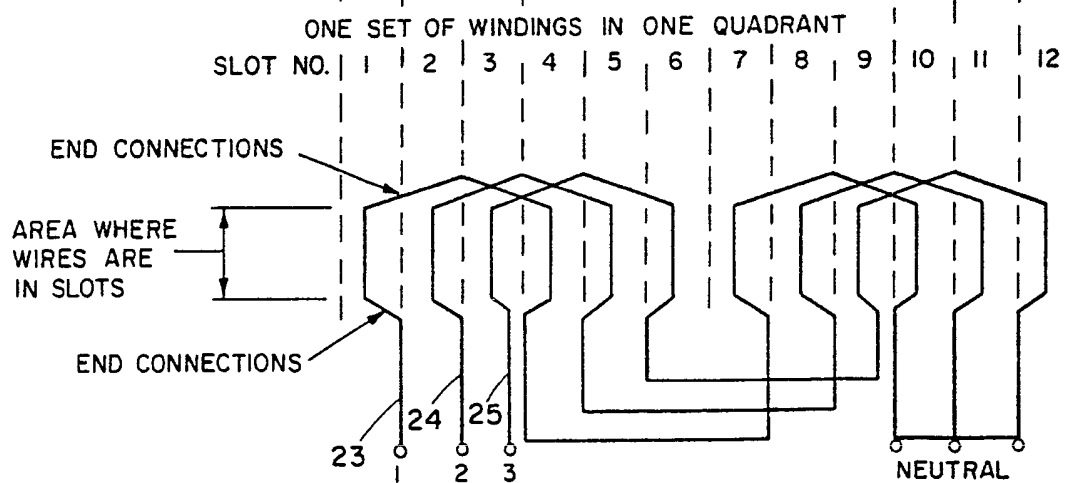 ONE SET OF WINDINGS IN ONE QUADRANT
SLOT NO. 1 2 3 4 5 6 7 8 9 10 11 12
END CONNECTIONS
AREA WHERE
WIRES ARE
IN SLOTS
END CONNECTIONS
23 24 25
1 2 3
NEUTRAL